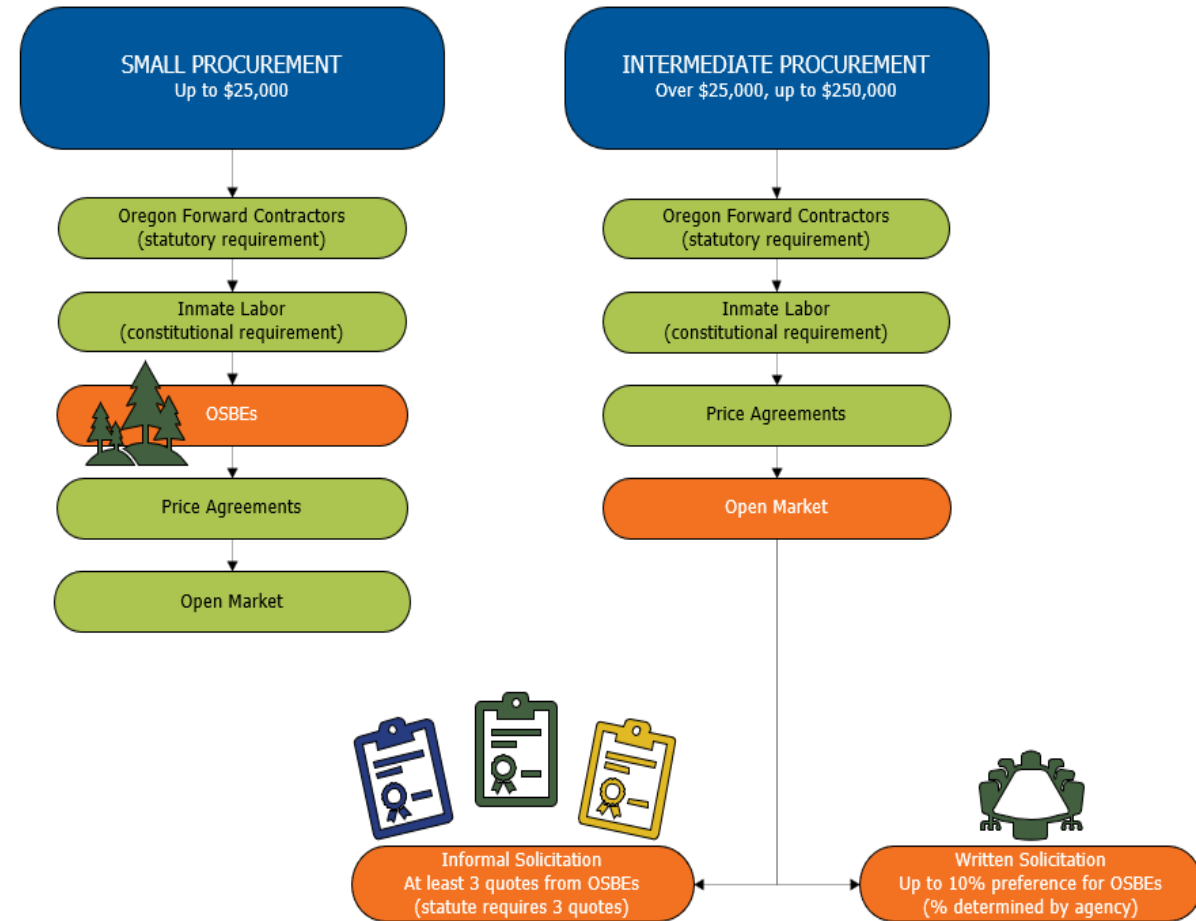 SMALL PROCUREMENT
Up to $25,000
Oregon Forward Contractors
(statutory requirement)
Inmate Labor
(constitutional requirement)
OSBEs
Price Agreements
Open Market
INTERMEDIATE PROCUREMENT
Over $25,000, up to $250,000
Oregon Forward Contractors
(statutory requirement)
Inmate Labor
(constitutional requirement)
Price Agreements
Open Market
Informal Solicitation
At least 3 quotes from OSBEs
(statute requires 3 quotes)
Written Solicitation
Up to 10% preference for OSBEs
(% determined by agency)